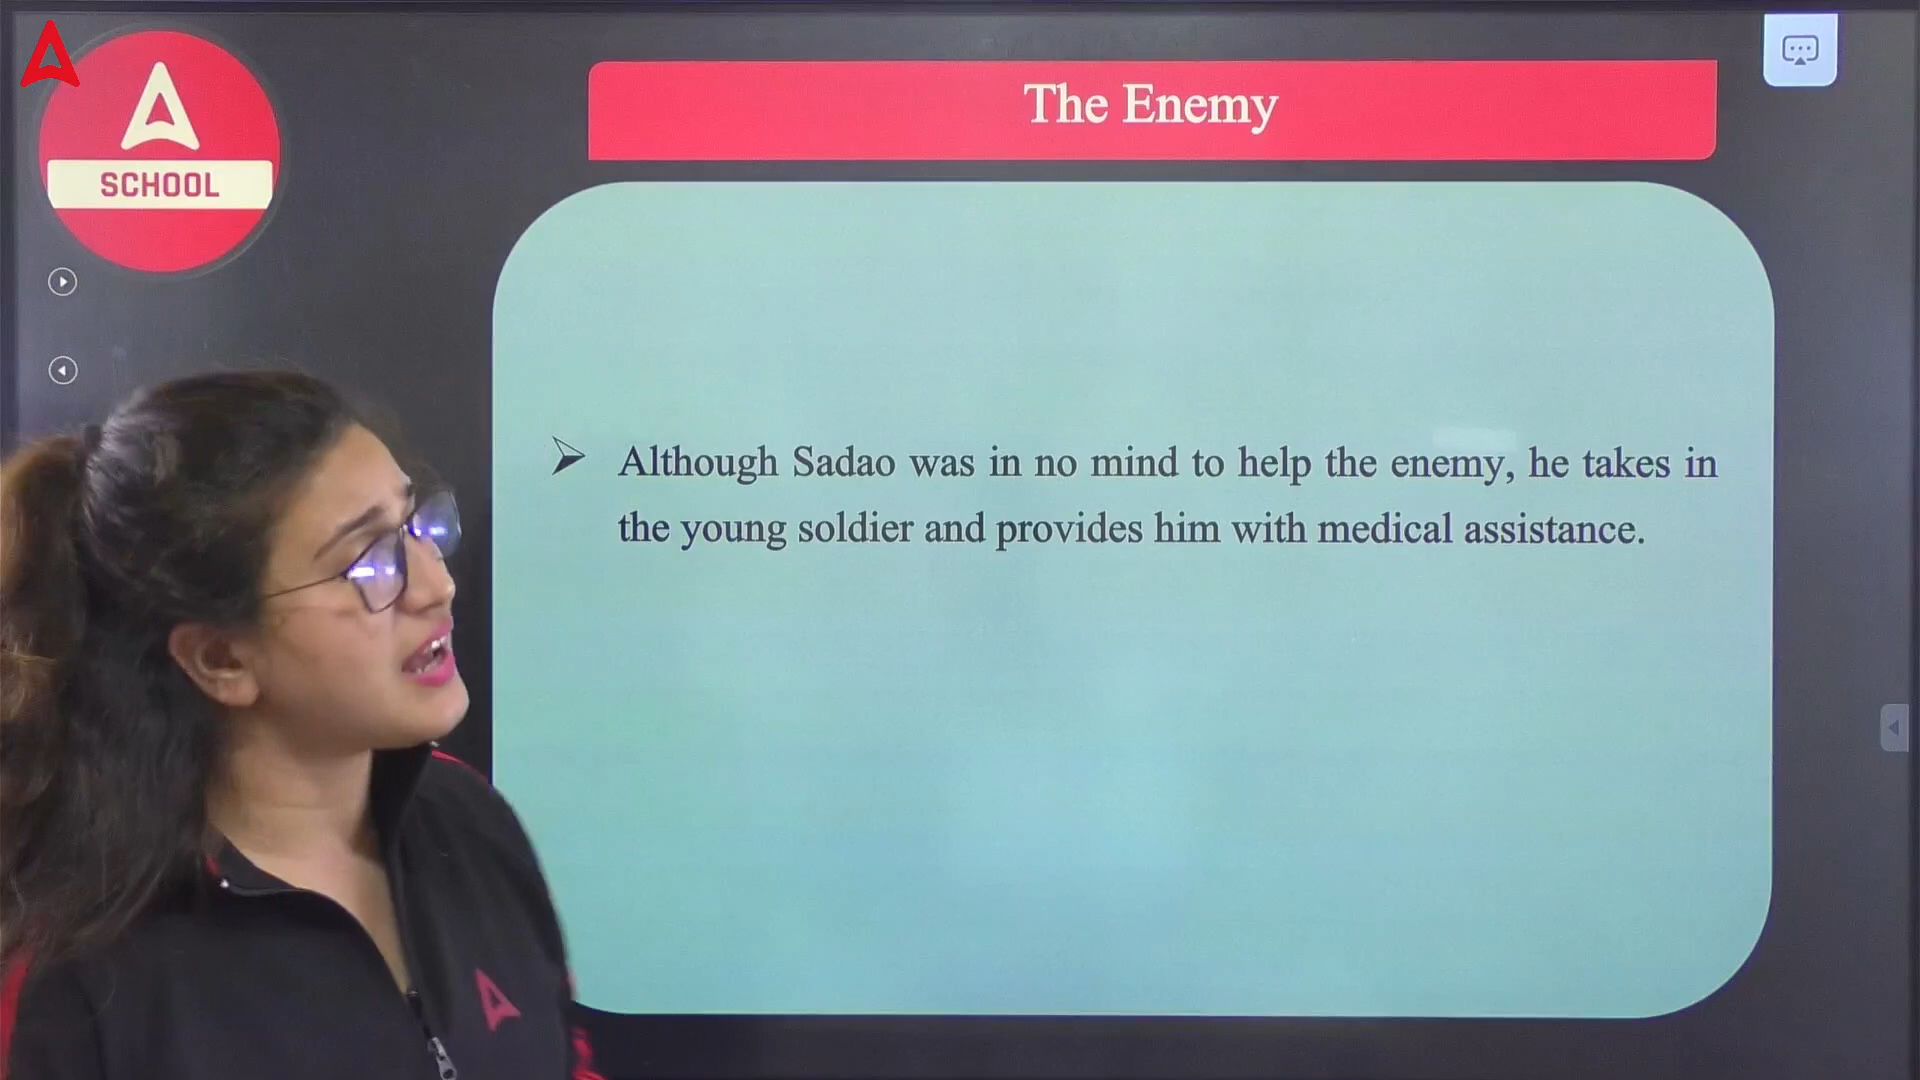 SCHOOL
The Enemy
Although Sadao was in no mind to help the enemy, he takes in
the young soldier and provides him with medical assistance.